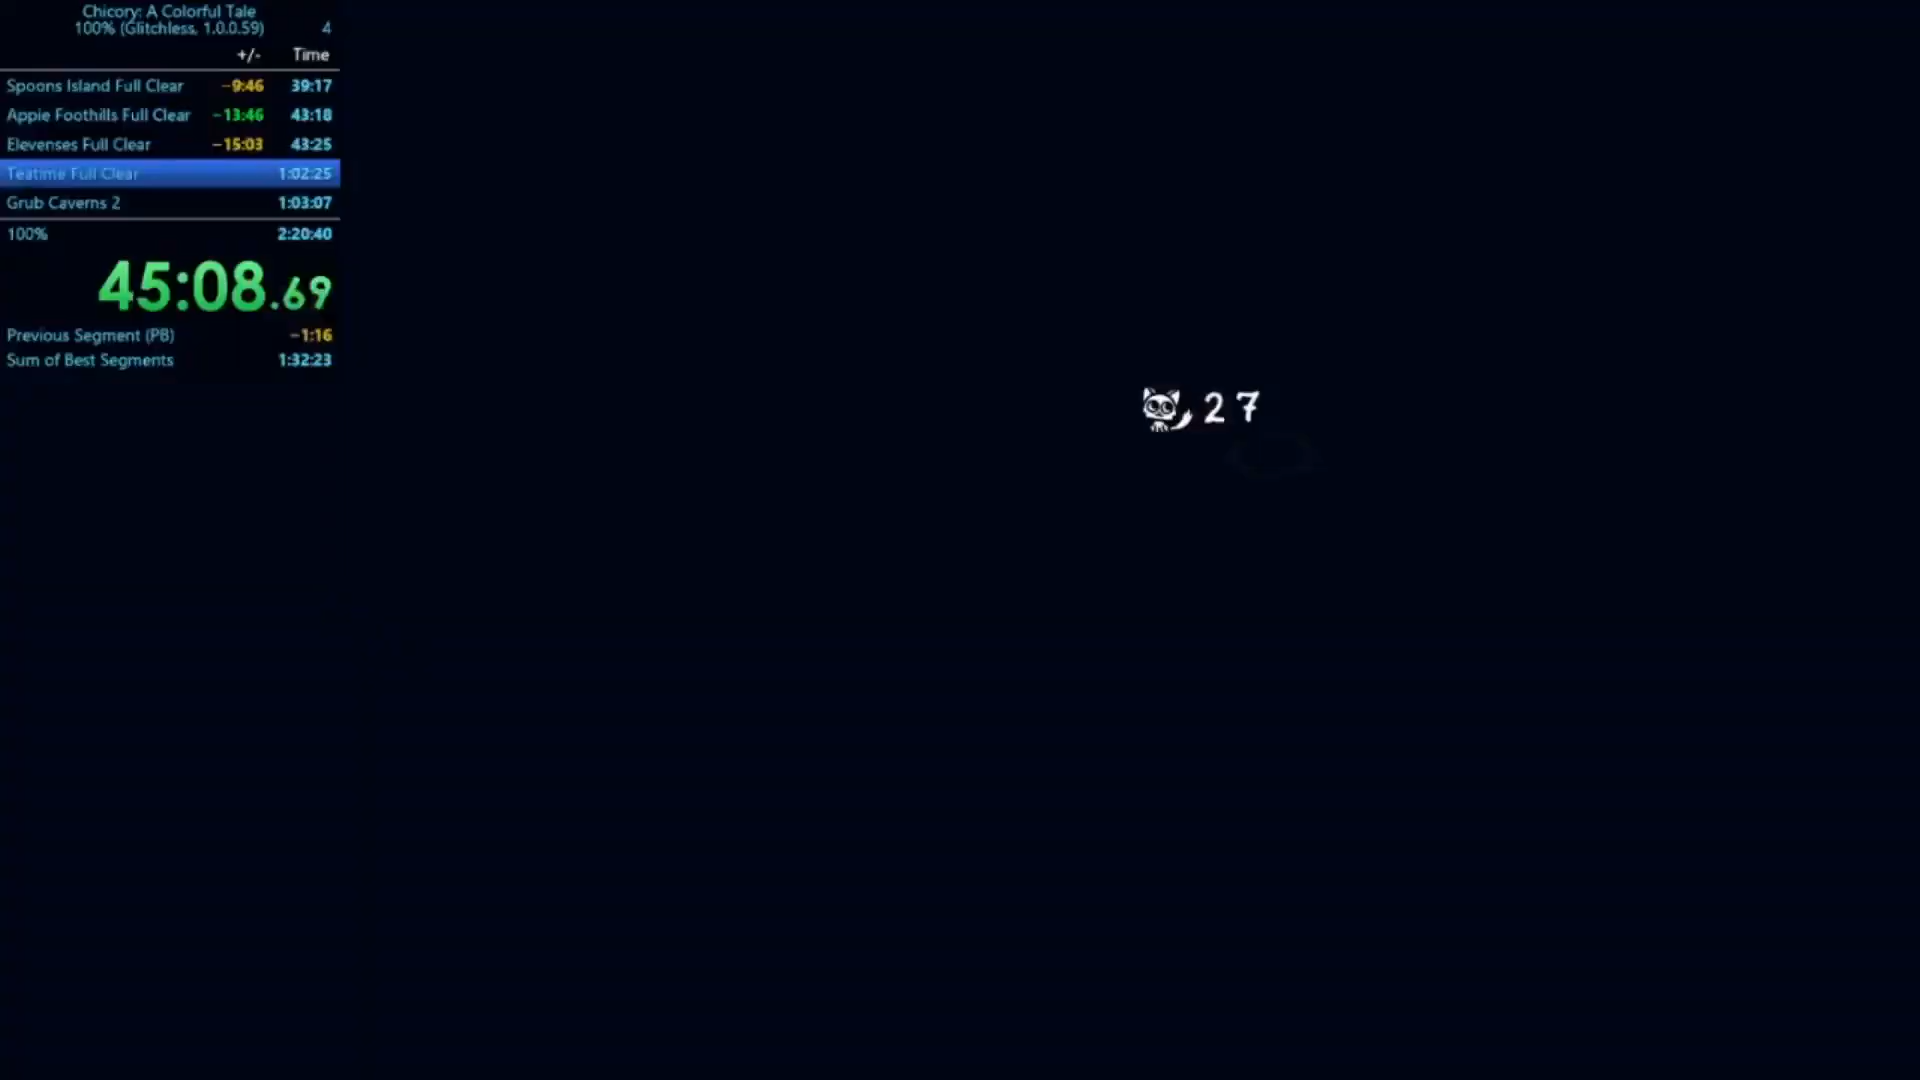 Chicory: A Colorful Tale
100% (Glitchless, 1.0.0.59) 4
+/- Time
Spoons Island Full Clear -9:46 39:17
Appie Foothills Full Clear -13:46 43:18
Elevenses Full Clear -15:03 43:25
Teatime Full Clear 1:02:25
Grub Caverns 2 1:03:07
100% 2:20:40
45:08.69
Previous Segment (PB) -1:16
Sum of Best Segments 1:32:23
27